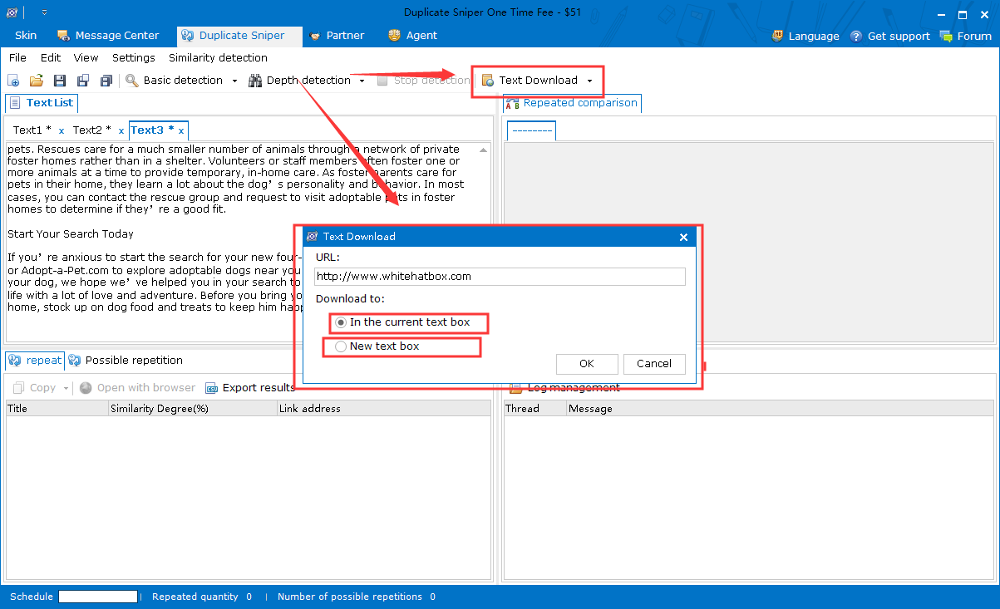 Duplicate Sniper One Time Fee - $51
Skin Message Center Duplicate Sniper Partner Agent Language Get support Forum
File Edit View Settings Similarity detection
Basic detection Depth detection Stop detection Text Download
Text List
Repeated comparison
Text1 * x Text2 * x Text3 * x
--------
pets. Rescues care for a much smaller number of animals through a network of private
foster homes rather than in a shelter. Volunteers or staff members often foster one or
more animals at a time to provide temporary, in-home care. As foster parents care for
pets in their home, they learn a lot about the dog’s personality and behavior. In most
cases, you can contact the rescue group and request to visit adoptable pets in foster
homes to determine if they’re a good fit.
Start Your Search Today
If you’re anxious to start the search for your new four-
or Adopt-a-Pet.com to explore adoptable dogs near you
your dog, we hope we’ve helped you in your search to
life with a lot of love and adventure. Before you bring yo
home, stock up on dog food and treats to keep him happ
Text Download
URL:
http://www.whitehatbox.com
Download to:
In the current text box
New text box
OK Cancel
repeat Possible repetition
Copy Open with browser Export results
Log management
Title Similarity Degree(%) Link address
Thread Message
Schedule | Repeated quantity 0 | Number of possible repetitions 0